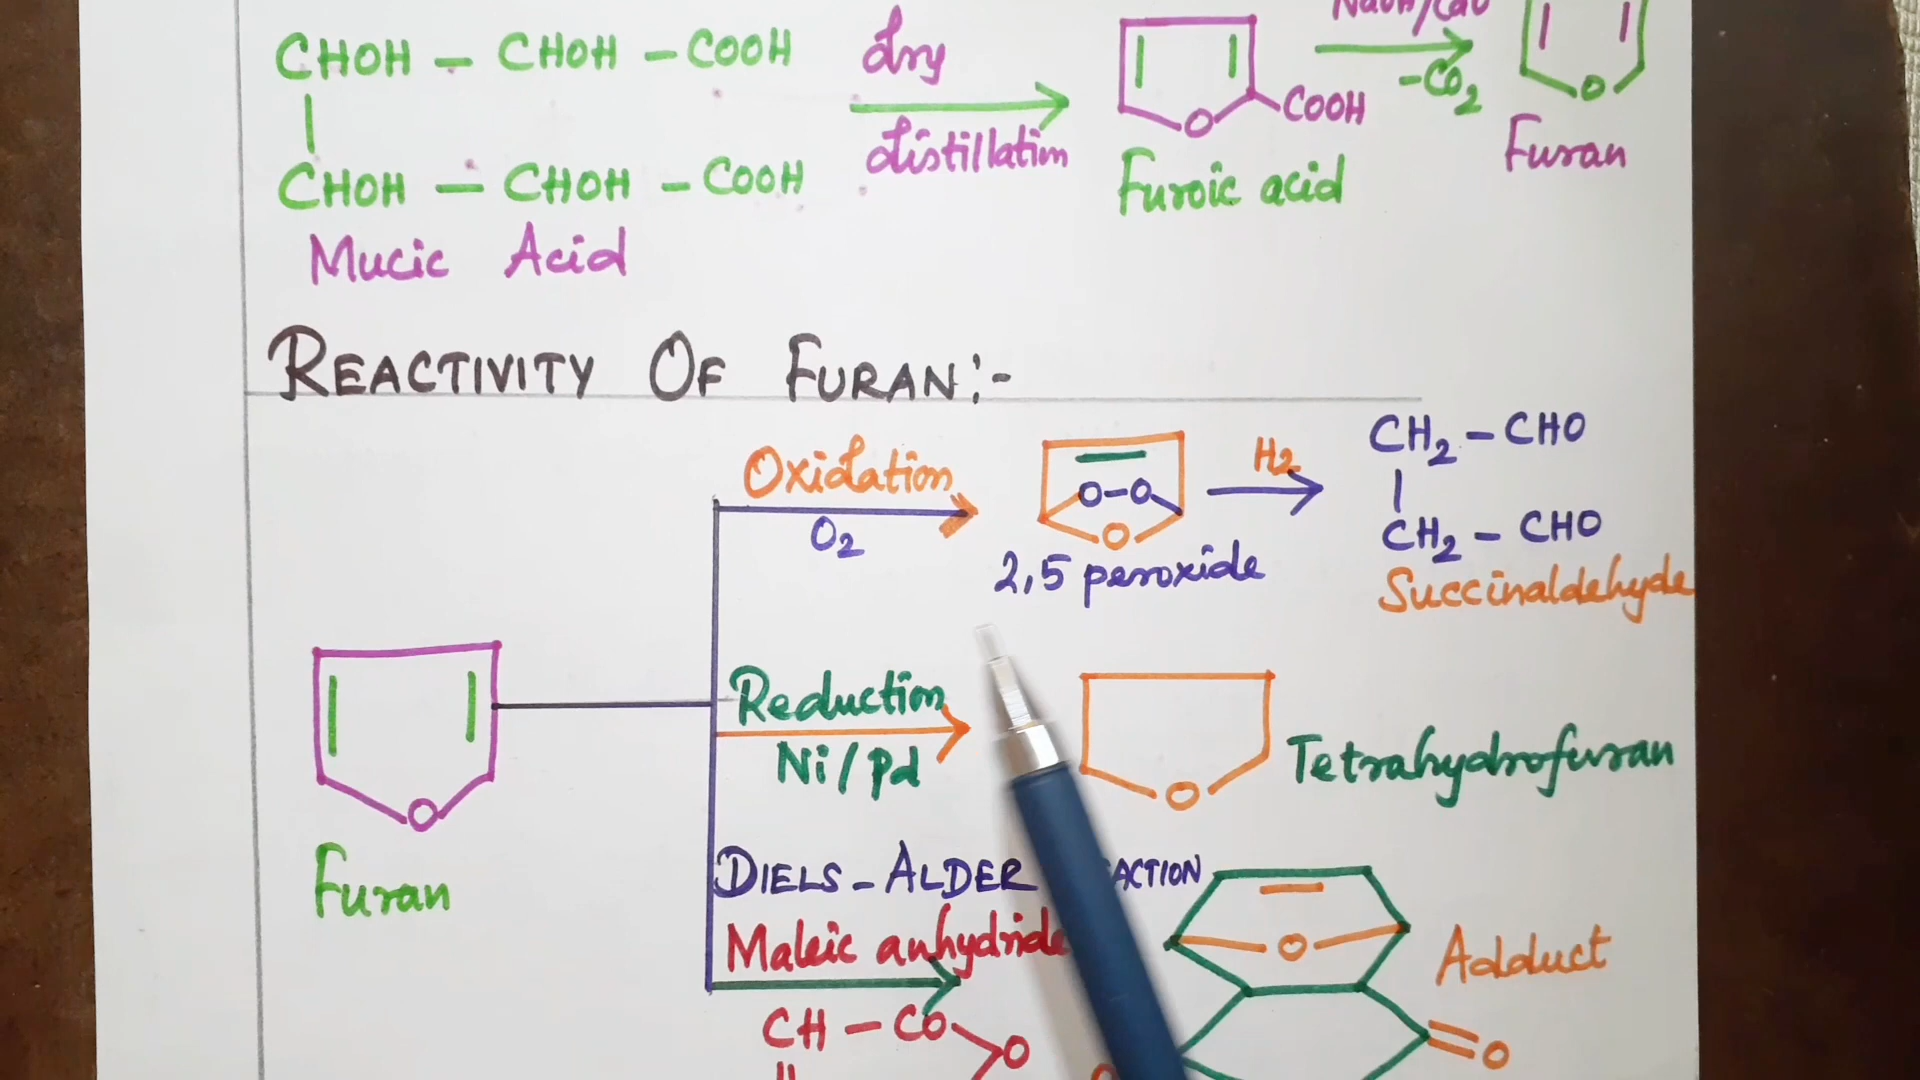 CHOH - CHOH - COOH
dry
distillation
COOH
O
Furoic acid
NaOH/CaO
-CO2
O
Furan
CHOH - CHOH - COOH
Mucic Acid
REACTIVITY OF FURAN:-
Oxidation
O2
O-O
O
2,5 peroxide
H2
CH2 - CHO
CH2 - CHO
Succinaldehyde
O
Furan
Reduction
Ni/Pd
O
Tetrahydrofuran
DIELS-ALDER
ACTION
Maleic anhydride
CH - CO
O
O
Adduct
O